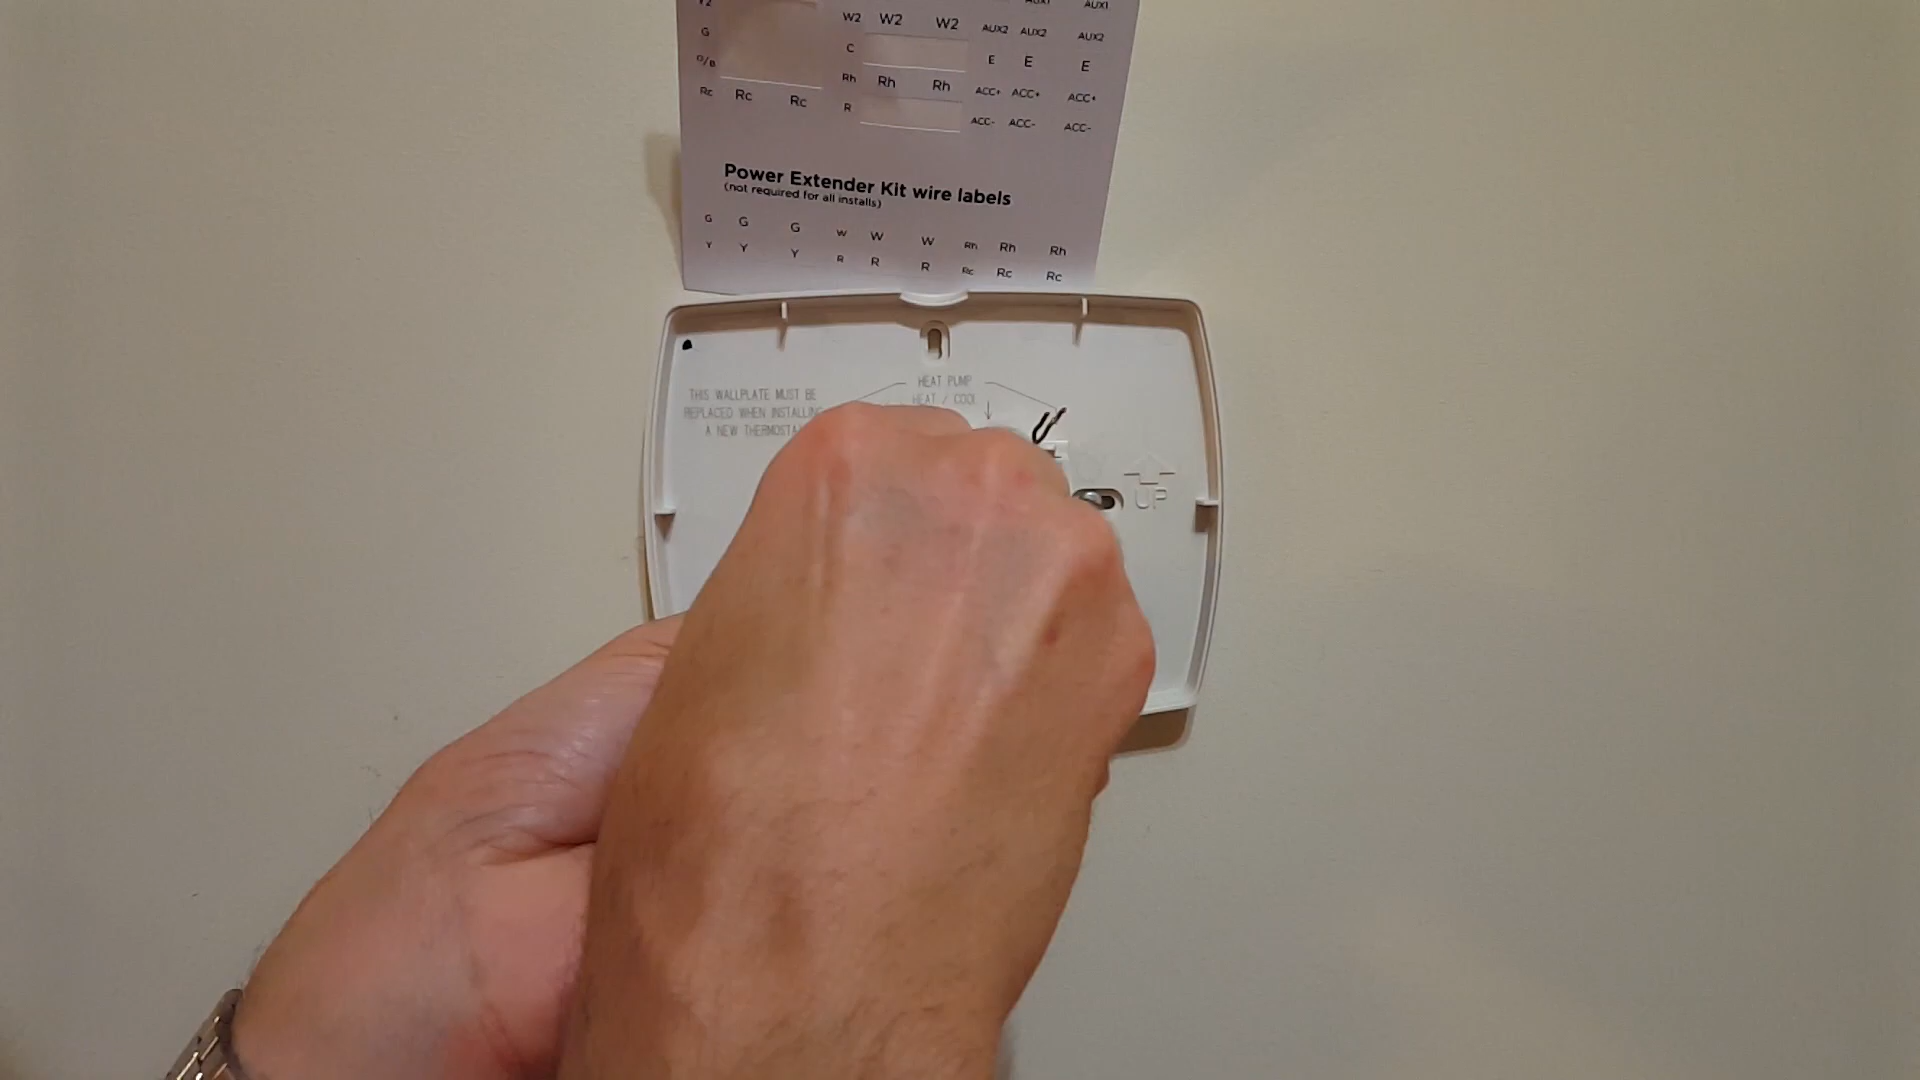 Y2
AUX1 AUX1
W2 W2 W2 AUX2 AUX2 AUX2
G
C
E E E
O/B
Rh Rh Rh ACC+ ACC+ ACC+
Rc Rc Rc
R
ACC- ACC- ACC-
Power Extender Kit wire labels
(not required for all installs)
G G G W W W Rh Rh Rh
Y Y Y R R R Rc Rc Rc
HEAT PUMP
HEAT / COOL
THIS WALLPLATE MUST BE
REPLACED WHEN INSTALLING
A NEW
UP